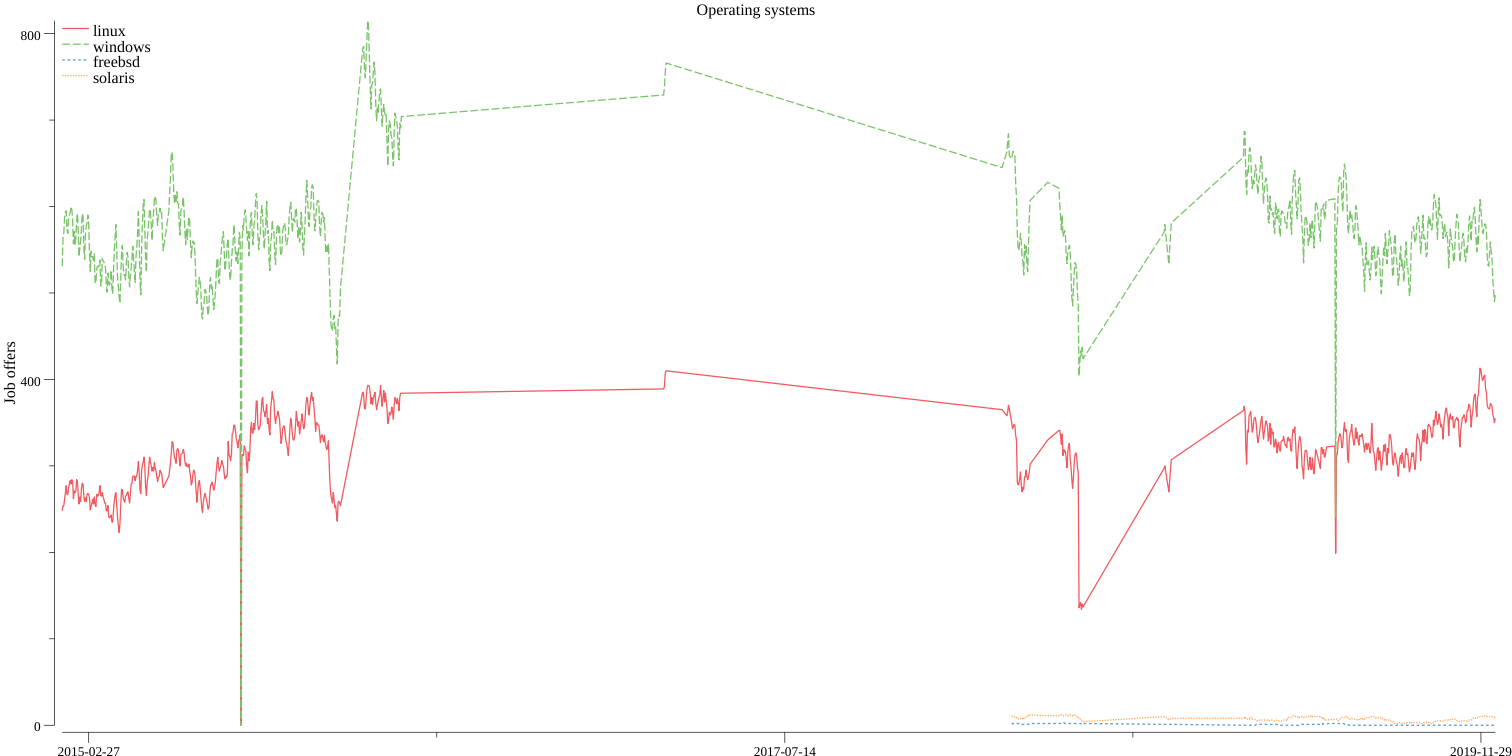 Operating systems
800
linux
windows
freebsd
solaris
Job offers
400
0
2015-02-27
2017-07-14
2019-11-29